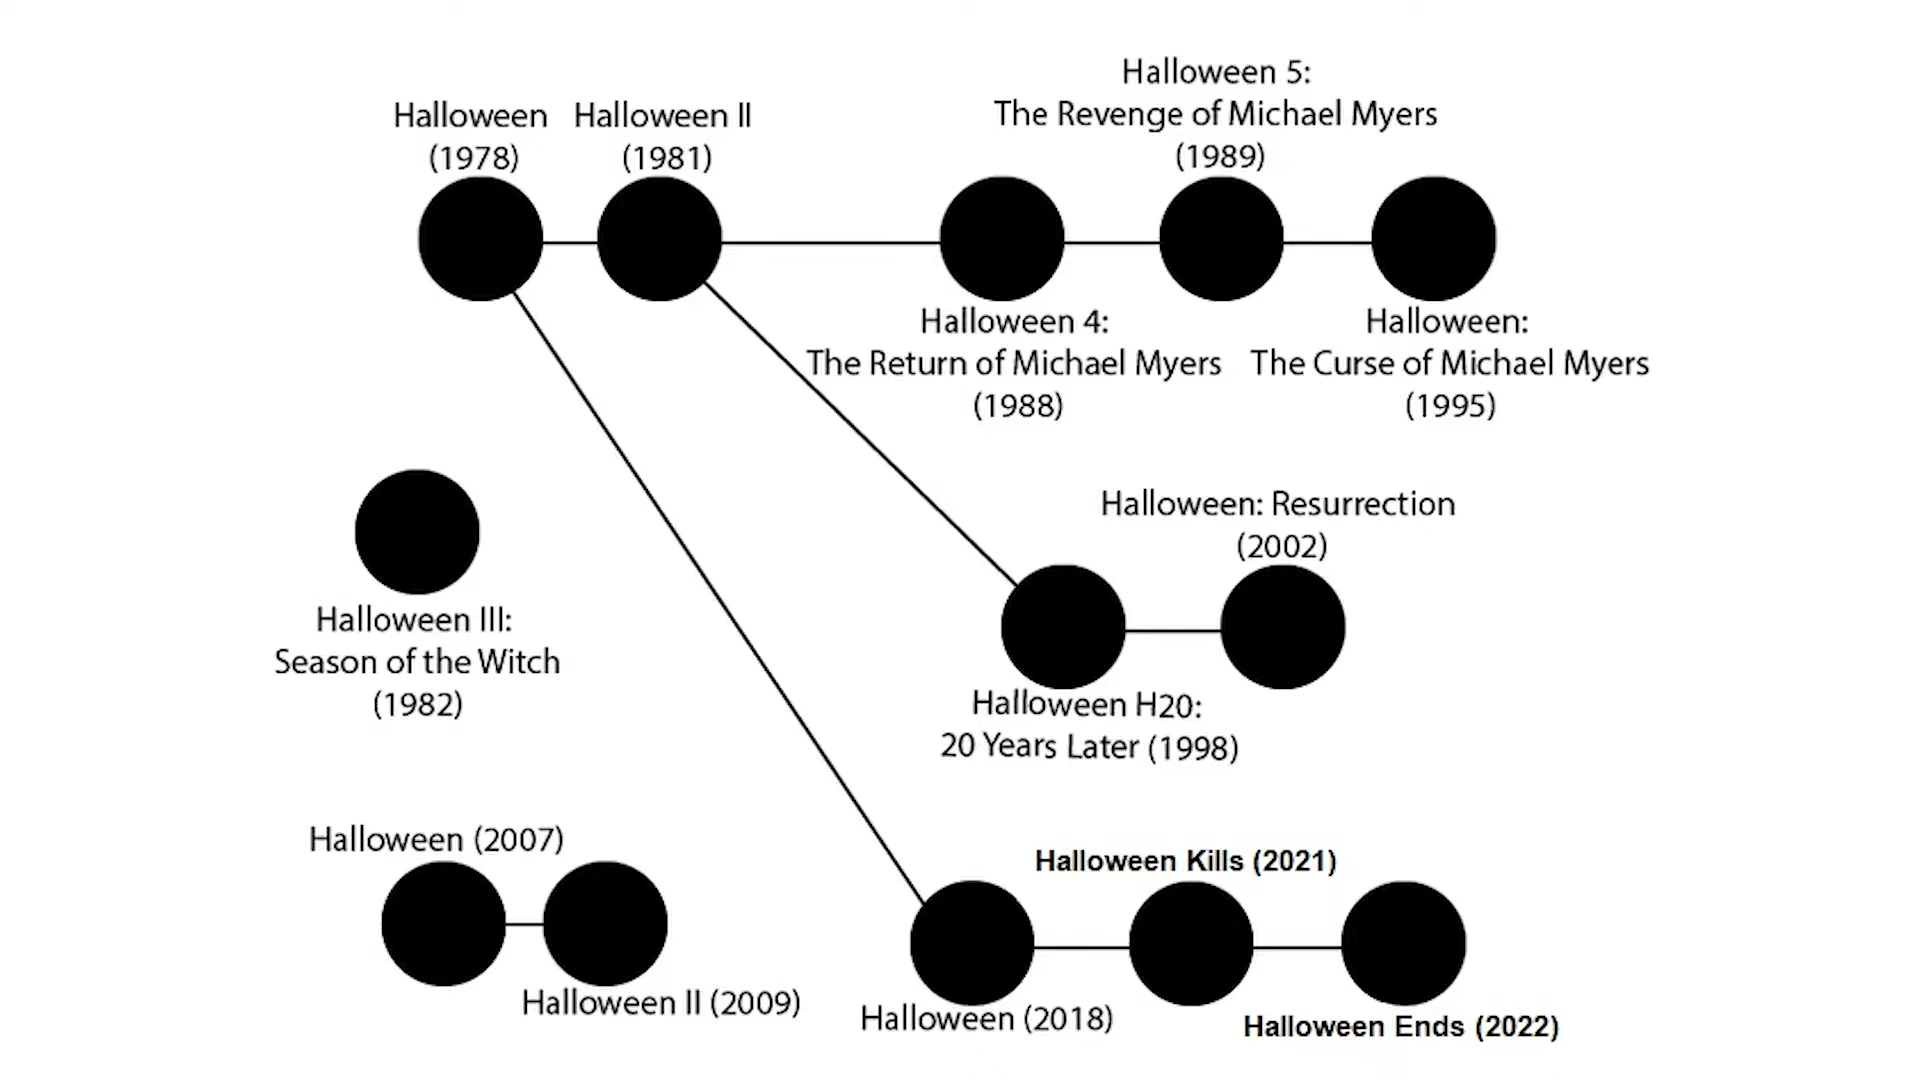 Halloween
(1978)
Halloween II
(1981)
Halloween 5:
The Revenge of Michael Myers
(1989)
Halloween 4:
The Return of Michael Myers
(1988)
Halloween:
The Curse of Michael Myers
(1995)
Halloween III:
Season of the Witch
(1982)
Halloween: Resurrection
(2002)
Halloween H20:
20 Years Later (1998)
Halloween (2007)
Halloween II (2009)
Halloween Kills (2021)
Halloween (2018)
Halloween Ends (2022)